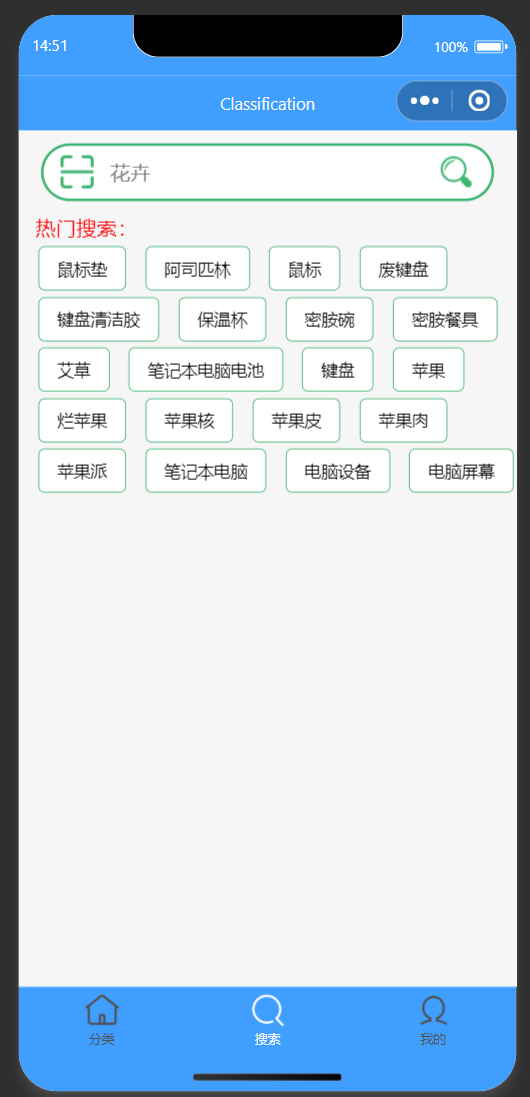 14:51 100%
Classification
花卉
热门搜索:
鼠标垫 阿司匹林 鼠标 废键盘
键盘清洁胶 保温杯 密胺碗 密胺餐具
艾草 笔记本电脑电池 键盘 苹果
烂苹果 苹果核 苹果皮 苹果肉
苹果派 笔记本电脑 电脑设备 电脑屏幕
分类 搜索 我的